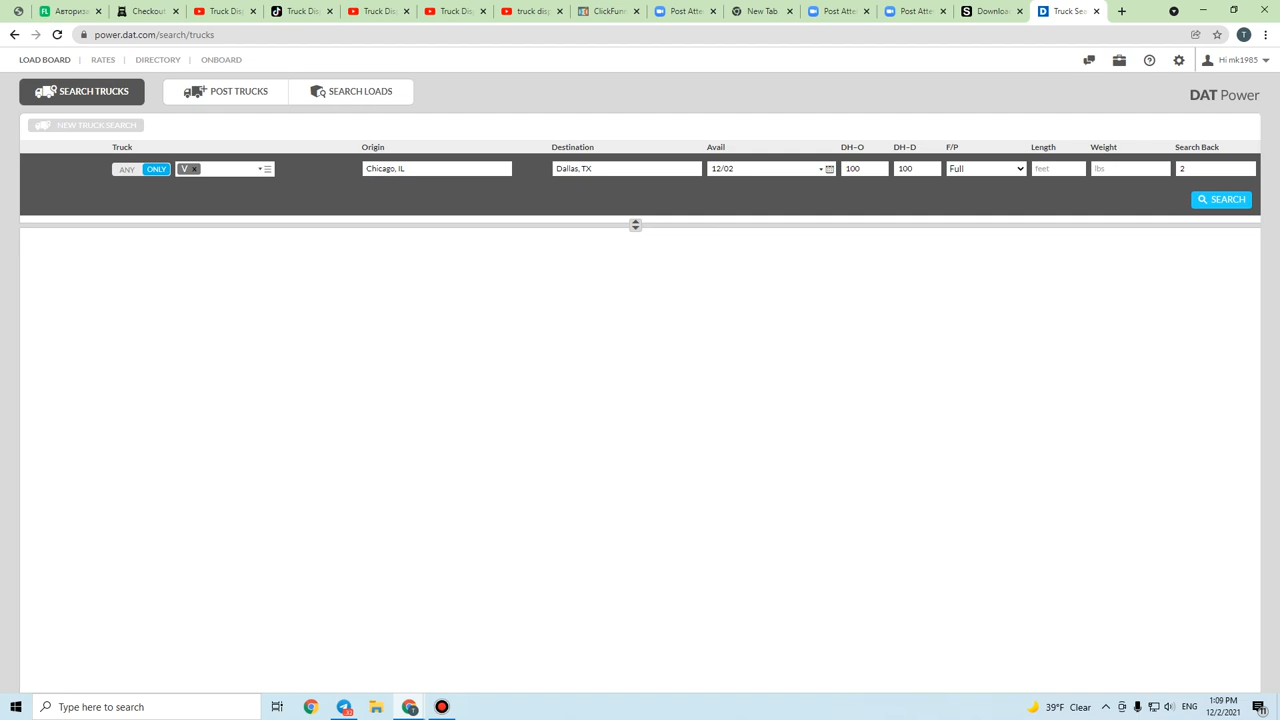 Аеопрува
Checkout
Truck Dis
Truck Dis
Truck Dis
Truck Dis
truck disp
ClickFunn
Post Atte
New Tab
Post Atte
Post Atte
Downloa
Truck Sea
power.dat.com/search/trucks
T
LOAD BOARD
RATES
DIRECTORY
ONBOARD
Hi mk1985
SEARCH TRUCKS
POST TRUCKS
SEARCH LOADS
DAT Power
NEW TRUCK SEARCH
Truck Origin Destination Avail DH-O DH-D F/P Length Weight Search Back
ANY ONLY V x Chicago, IL Dallas, TX 12/02 100 100 Full feet lbs 2
SEARCH
Type here to search
39°F Clear
ENG
1:09 PM
12/2/2021